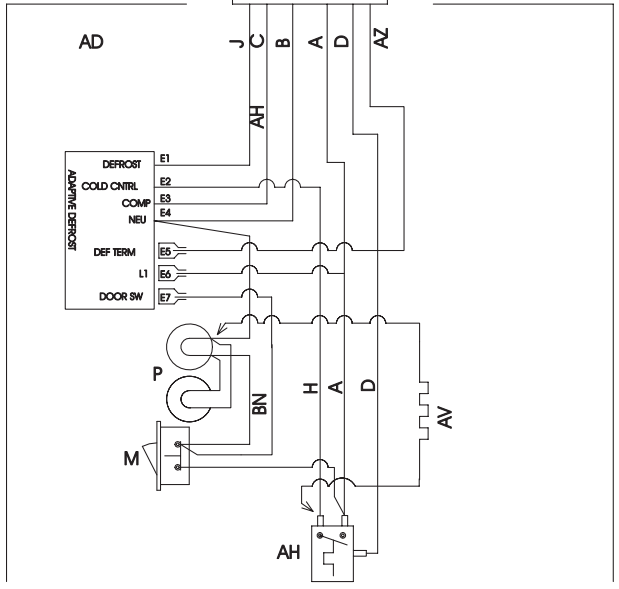 AD
J
C
B
A
D
AZ
AH
ADAPTIVE DEFROST
DEFROST E1
COLD CNTRL E2
COMP E3
NEU E4
DEF TERM E5
L1 E6
DOOR SW E7
P
BN
H
A
D
AV
M
AH